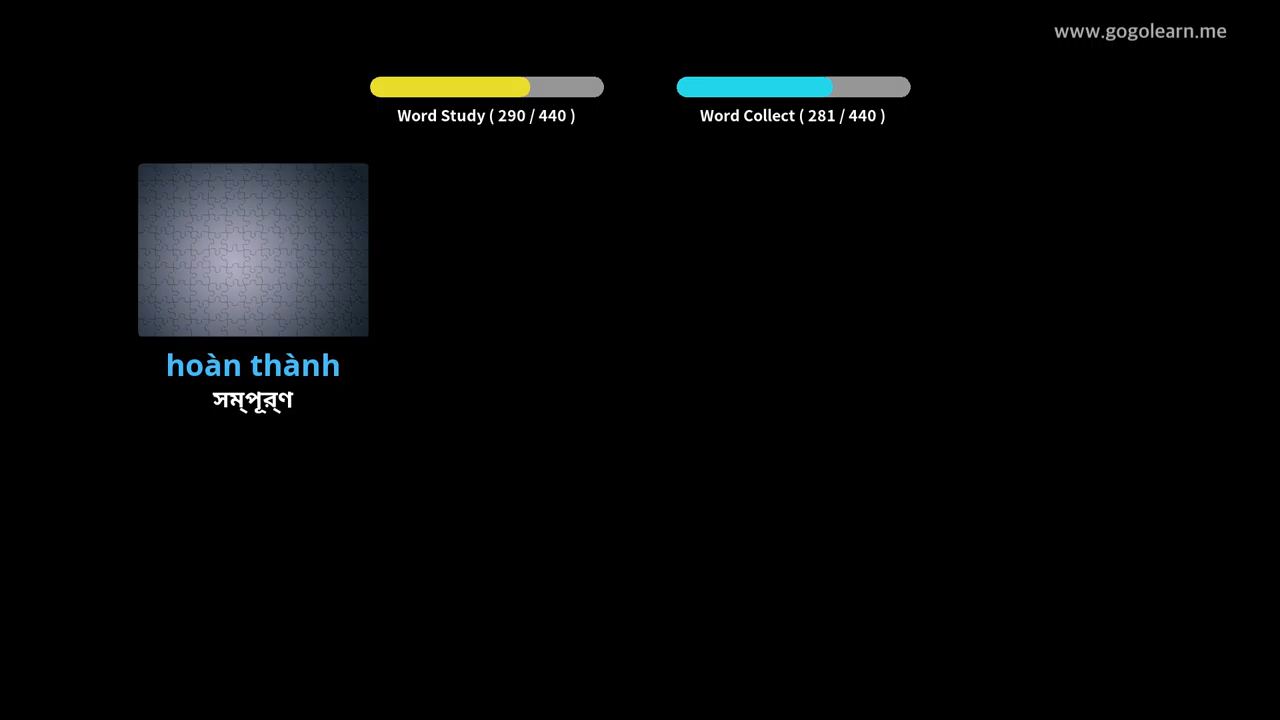 www.gogolearn.me
Word Study ( 290 / 440 )
Word Collect ( 281 / 440 )
hoàn thành
সম্পূর্ণ